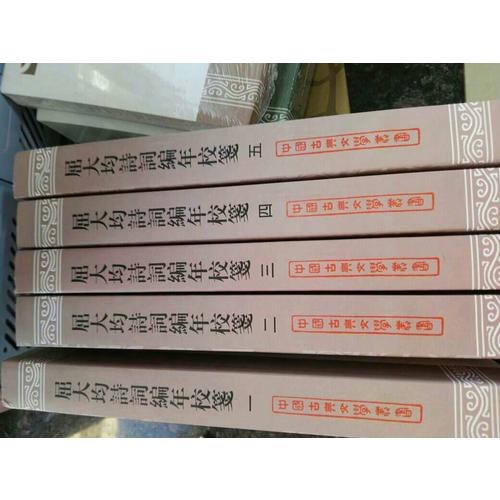 屈大均詩詞編年校箋 五 中國古典文學叢書
屈大均詩詞編年校箋 四 中國古典文學叢書
屈大均詩詞編年校箋 三 中國古典文學叢書
屈大均詩詞編年校箋 二 中國古典文學叢書
屈大均詩詞編年校箋 一 中國古典文學叢書